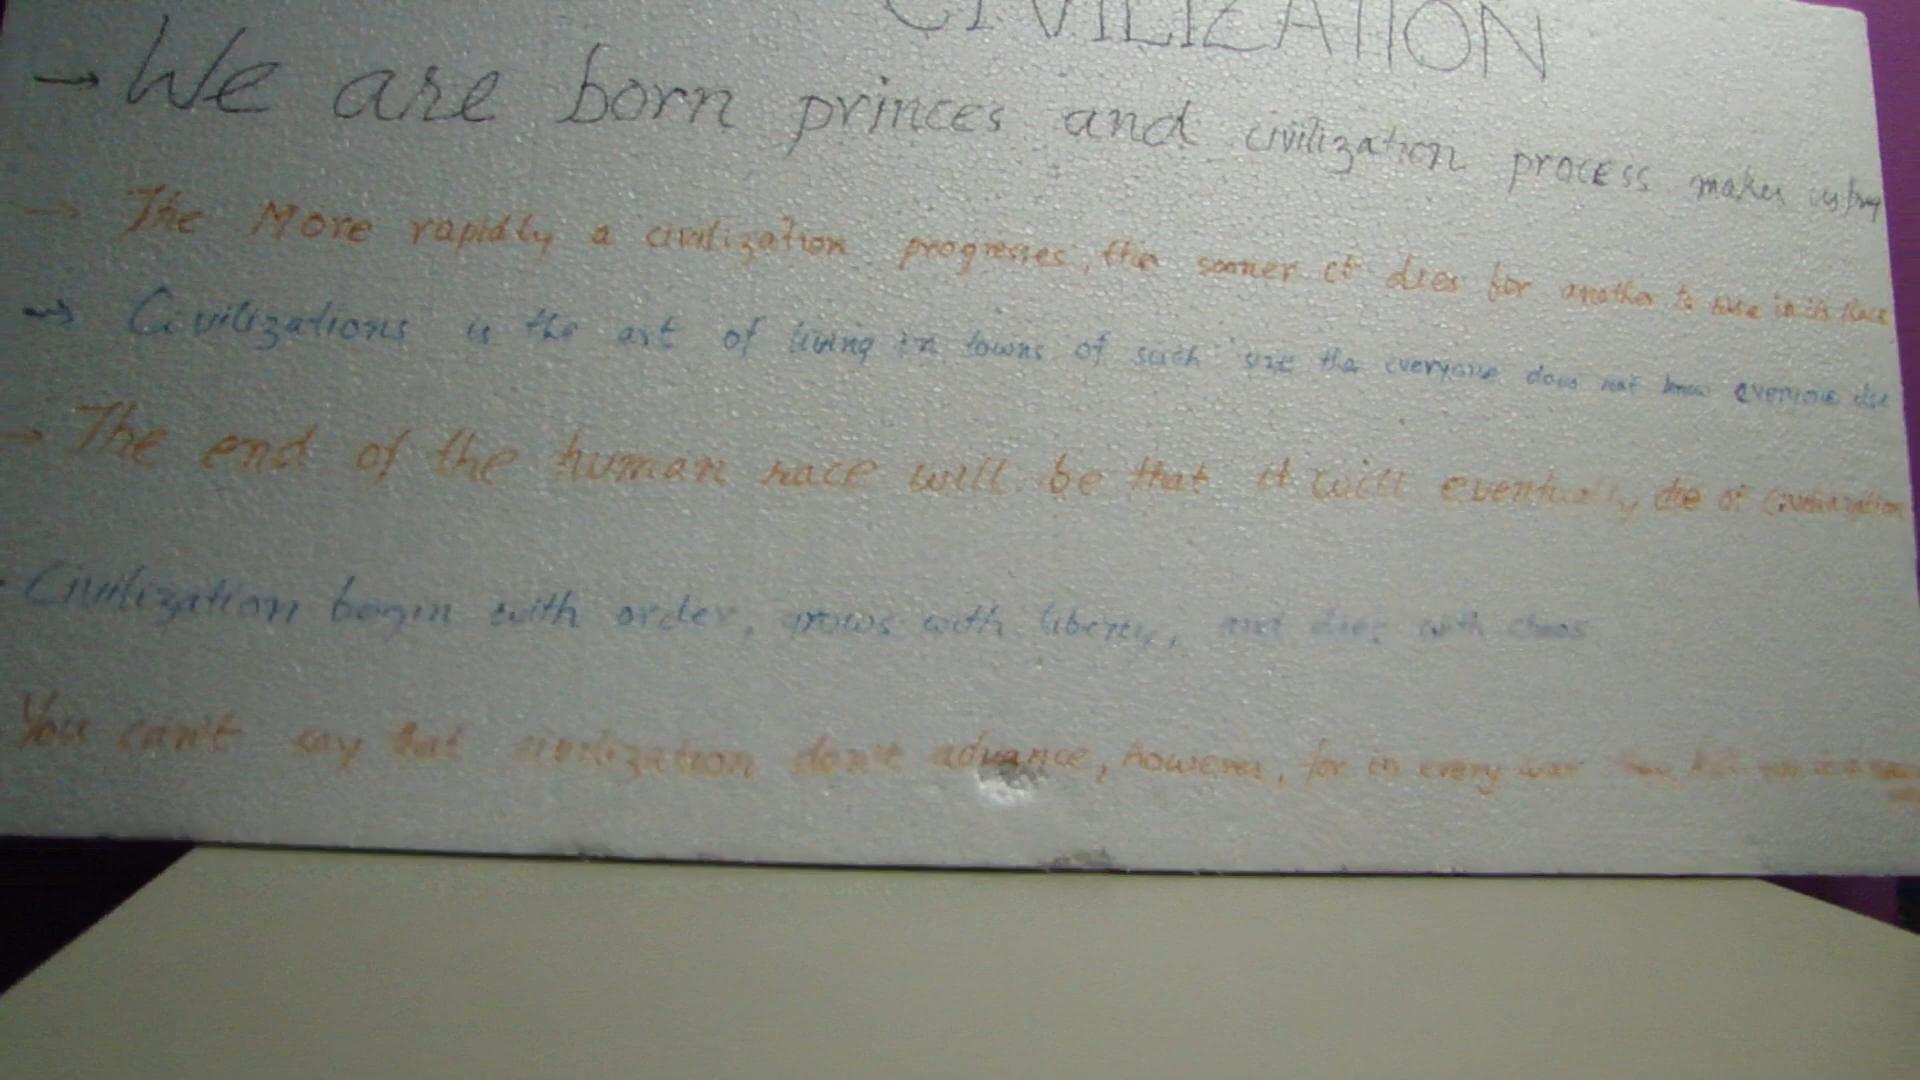 CIVILIZATION
→ We are born princes and civilization process makes us frog
→ The More rapidly a civilization progresses, the sooner it dies for another to rise in its place
→ Civilizations is the art of living in towns of such size tha everyone does not know everyone else
→ The end of the human race will be that it will eventually die of civilization
Civilization begin with order, grows with liberty, and dies with chaos
You can't say that civilization don't advance, however, for in every war